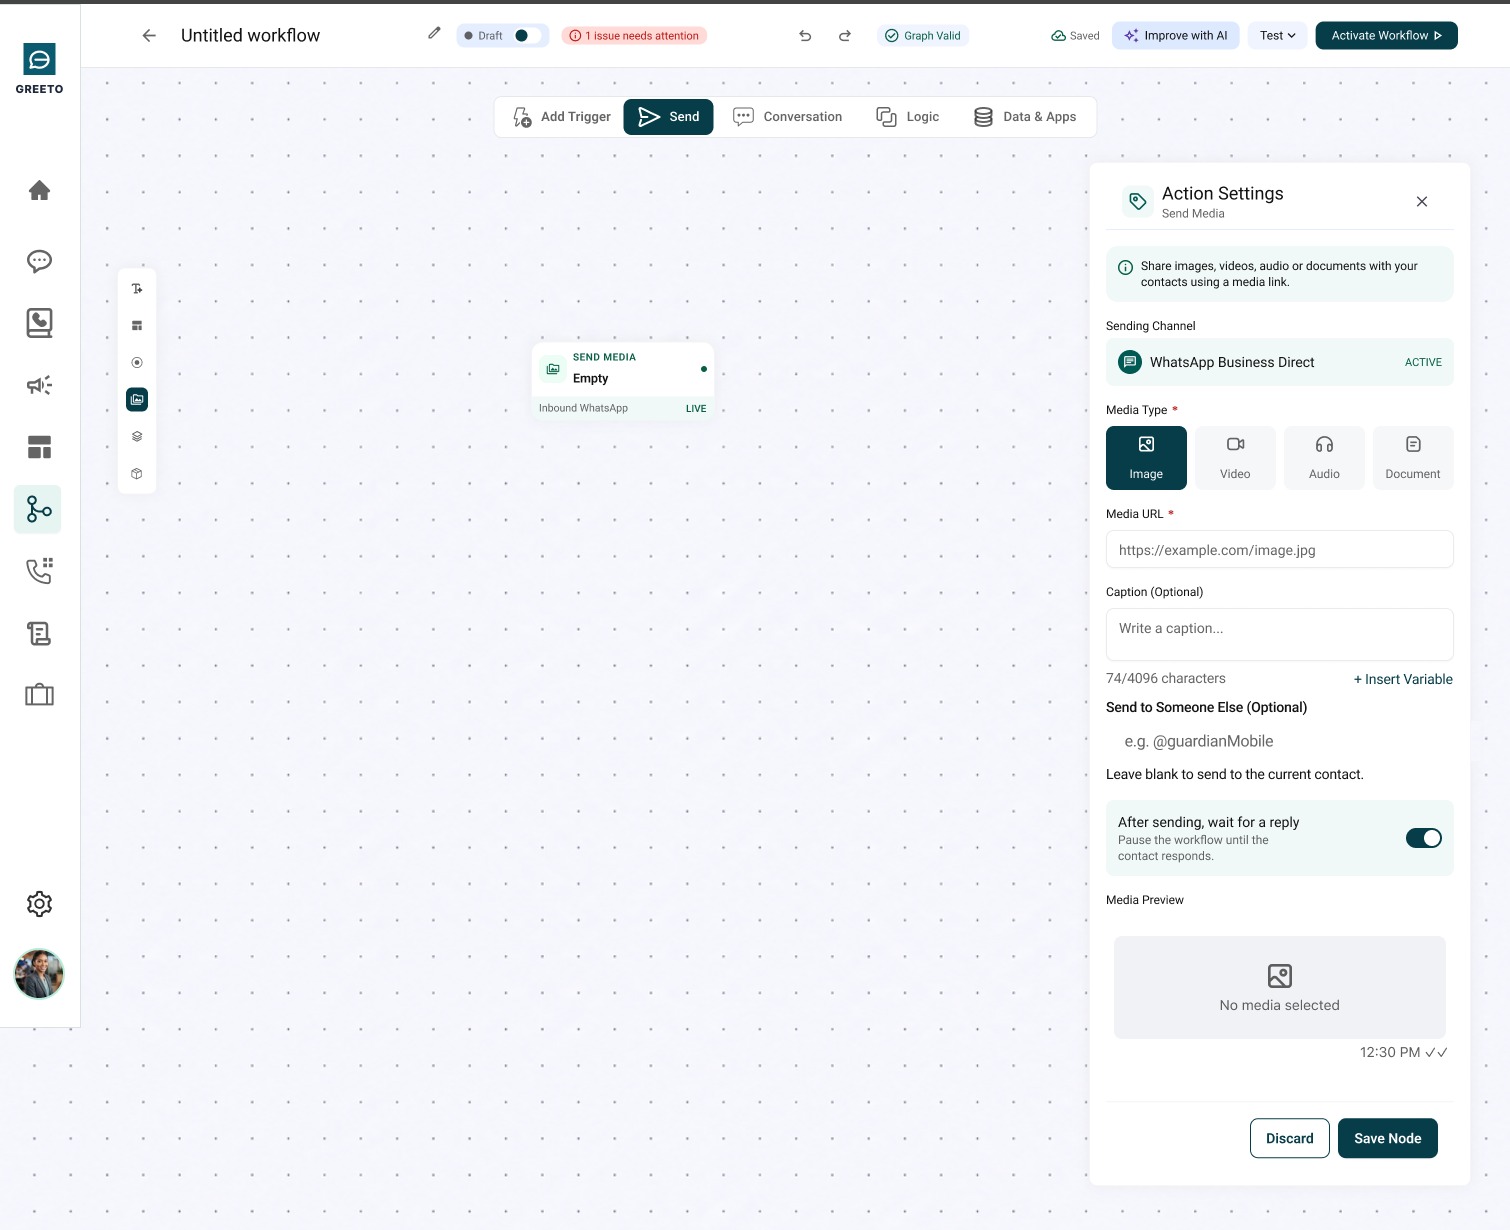 Untitled workflow
Draft
1 issue needs attention
Graph Valid
Saved
Improve with AI
Test
Activate Workflow
GREETO
Add Trigger
Send
Conversation
Logic
Data & Apps
SEND MEDIA
Empty
Inbound WhatsApp
LIVE
Action Settings
Send Media
Share images, videos, audio or documents with your
contacts using a media link.
Sending Channel
WhatsApp Business Direct
ACTIVE
Media Type *
Image
Video
Audio
Document
Media URL *
https://example.com/image.jpg
Caption (Optional)
Write a caption...
74/4096 characters
+ Insert Variable
Send to Someone Else (Optional)
e.g. @guardianMobile
Leave blank to send to the current contact.
After sending, wait for a reply
Pause the workflow until the
contact responds.
Media Preview
No media selected
12:30 PM
Discard
Save Node